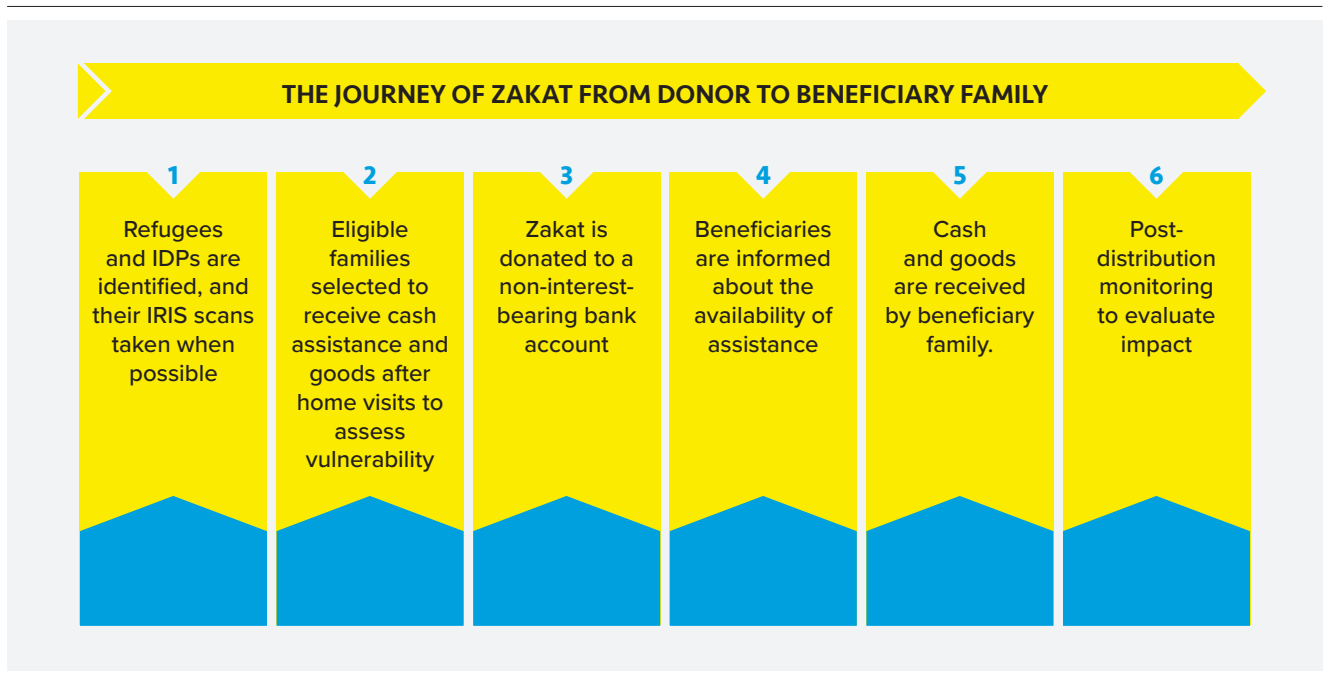 THE JOURNEY OF ZAKAT FROM DONOR TO BENEFICIARY FAMILY
1
Refugees
and IDPs are
identified, and
their IRIS scans
taken when
possible
2
Eligible
families
selected to
receive cash
assistance and
goods after
home visits to
assess
vulnerability
3
Zakat is
donated to a
non-interest-
bearing bank
account
4
Beneficiaries
are informed
about the
availability of
assistance
5
Cash
and goods
are received
by beneficiary
family.
6
Post-
distribution
monitoring
to evaluate
impact